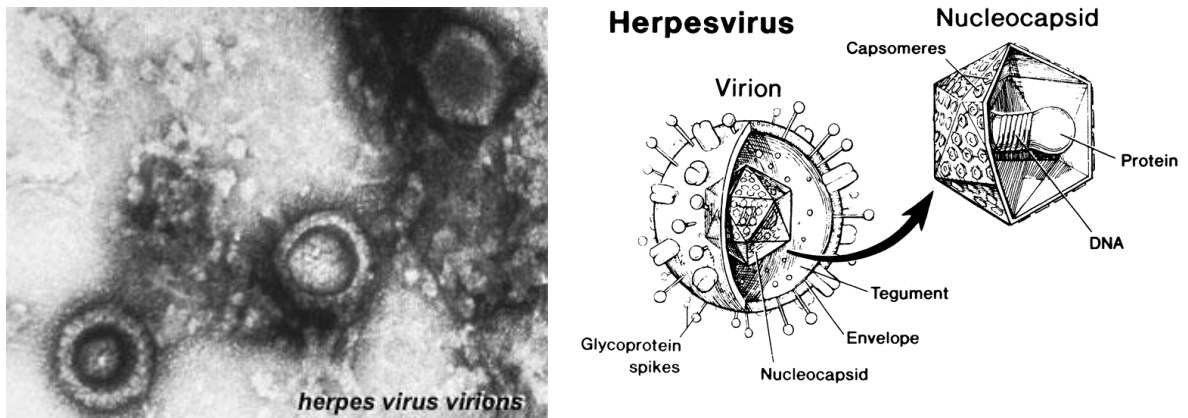 herpes virus virions
Herpesvirus
Nucleocapsid
Capsomeres
Virion
Protein
DNA
Tegument
Envelope
Glycoprotein
spikes
Nucleocapsid